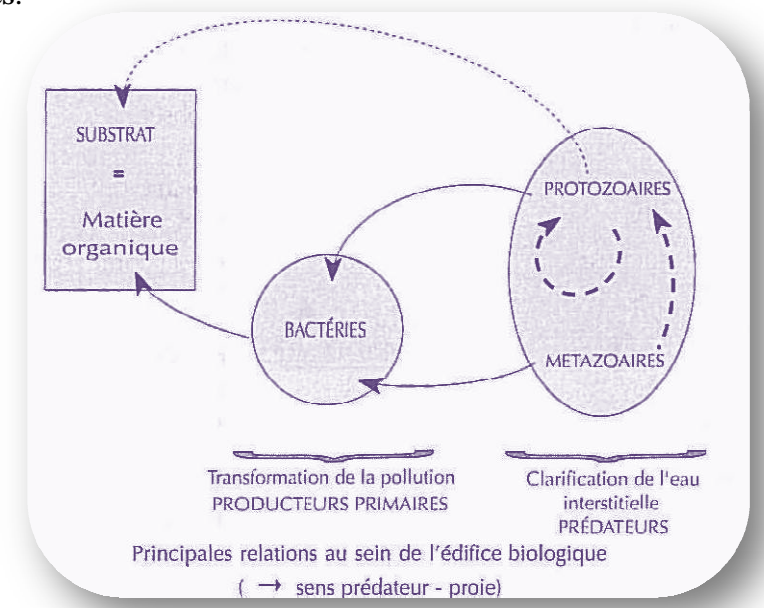 SUBSTRAT
=
Matière
organique
BACTÉRIES
PROTOZOAIRES
METAZOAIRES
Transformation de la pollution
PRODUCTEURS PRIMAIRES
Clarification de l'eau
interstitielle
PRÉDATEURS
Principales relations au sein de l'édifice biologique
( → sens prédateur - proie)